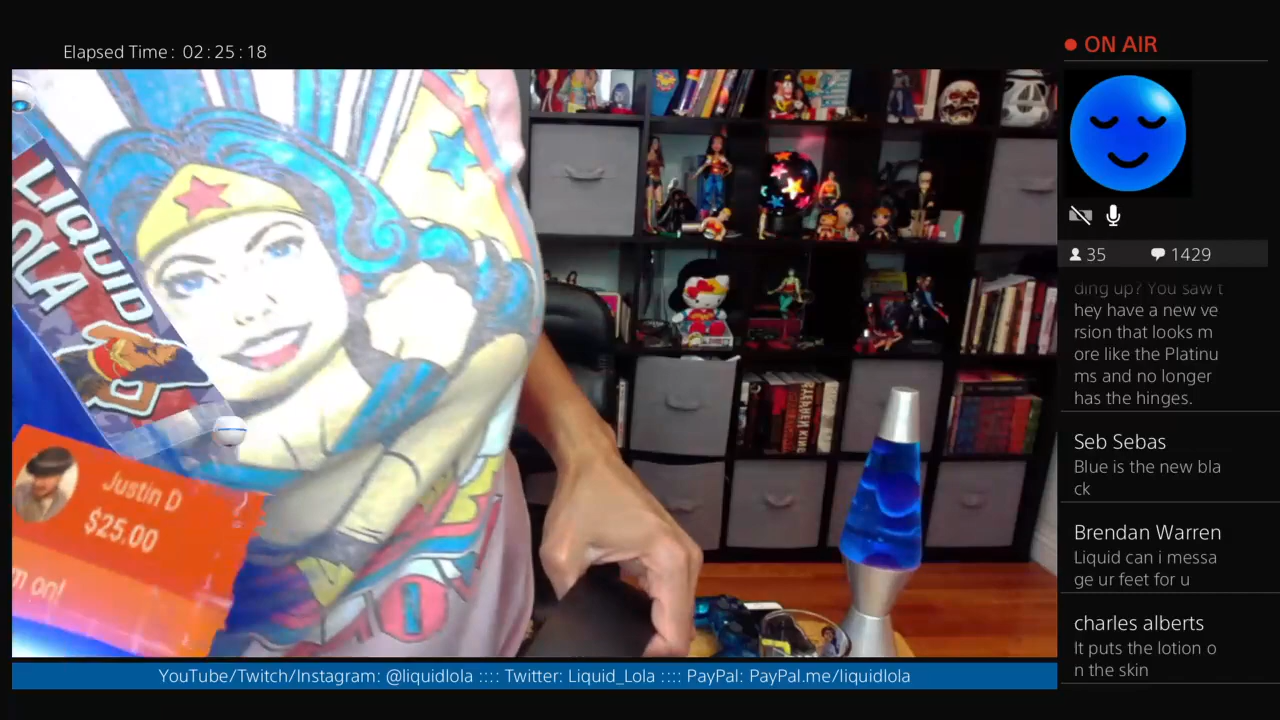 Elapsed Time: 02:25:18
ON AIR
LIQUID
Justin D
$25.00
on!
35
1429
ding up? You saw t
hey have a new ve
rsion that looks m
ore like the Platinu
ms and no longer
has the hinges.
Seb Sebas
Blue is the new bla
ck
Brendan Warren
Liquid can i messa
ge ur feet for u
charles alberts
It puts the lotion o
n the skin
YouTube/Twitch/Instagram: @liquidlola :::: Twitter: Liquid_Lola :::: PayPal: PayPal.me/liquidlola